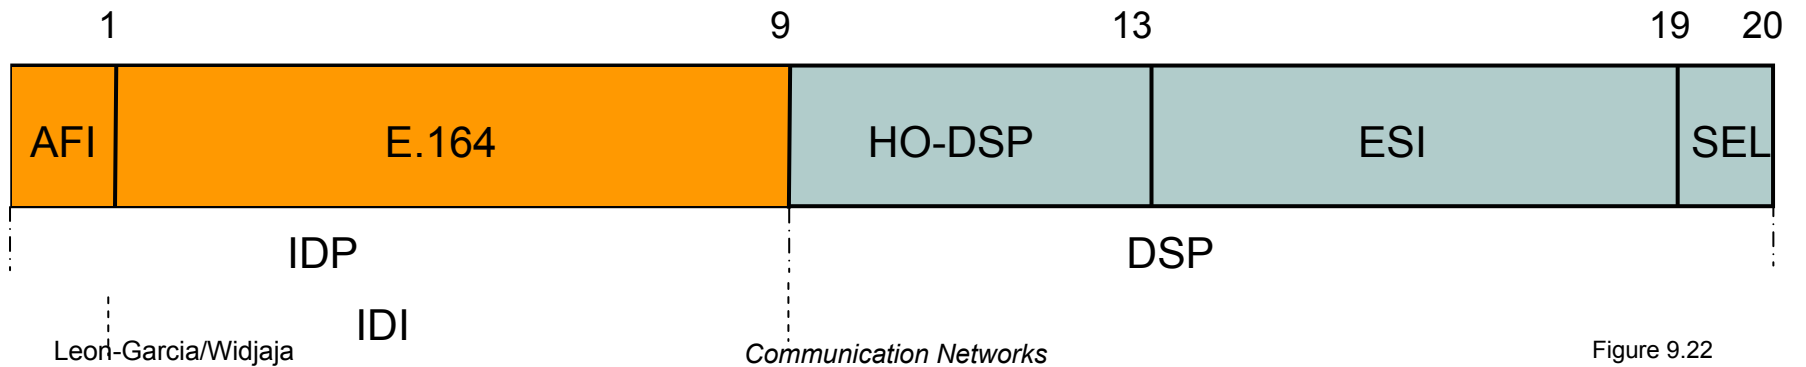 1 9 13 19 20
AFI E.164 HO-DSP ESI SEL
IDP DSP
IDI
Leon-Garcia/Widjaja Communication Networks Figure 9.22